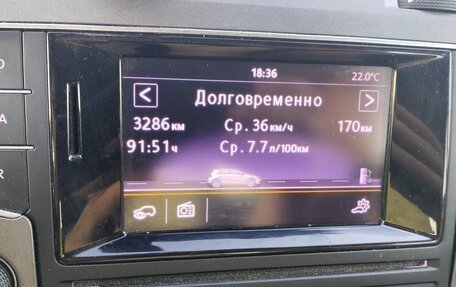 18:36 22.0°C
< Долговременно >
3286км Ср. 36км/ч 170км
91:51ч Ср. 7.7л/100км
D
A
R